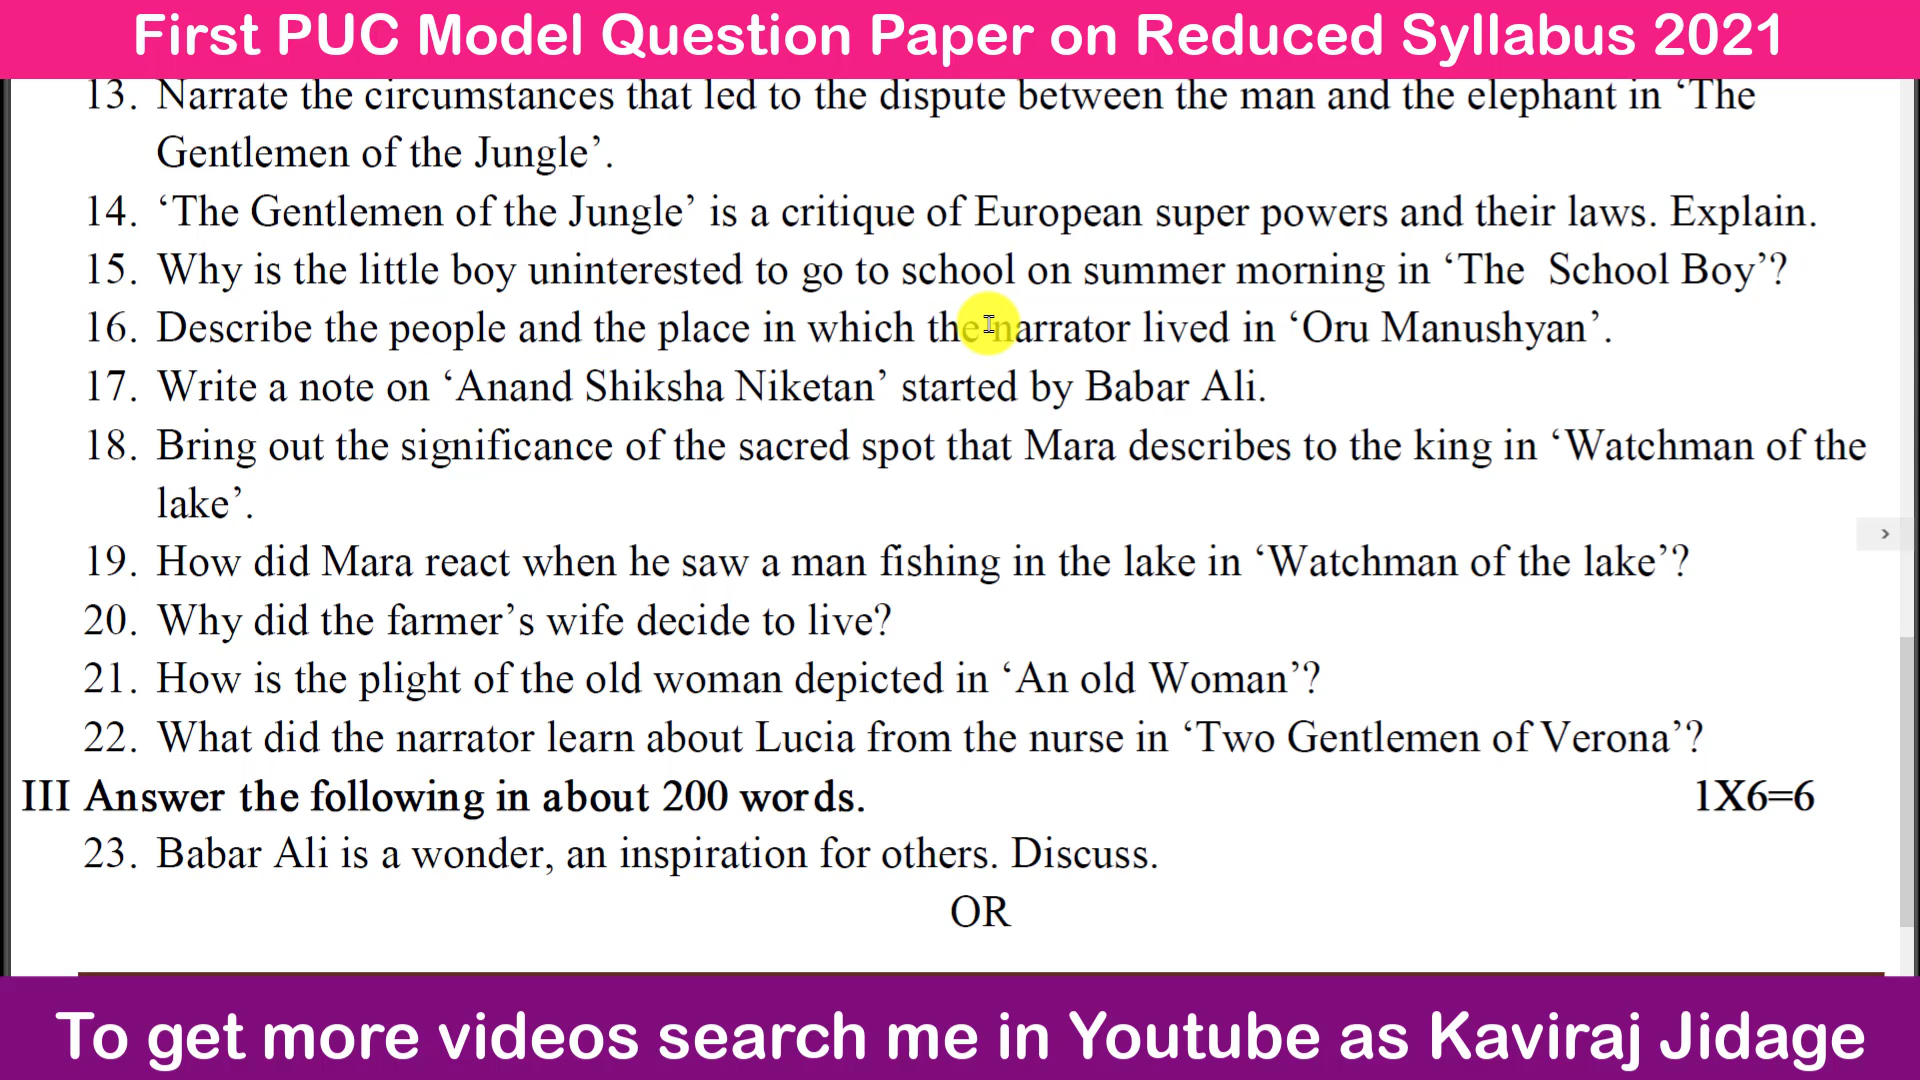 First PUC Model Question Paper on Reduced Syllabus 2021
13. Narrate the circumstances that led to the dispute between the man and the elephant in ‘The
Gentlemen of the Jungle’.
14. ‘The Gentlemen of the Jungle’ is a critique of European super powers and their laws. Explain.
15. Why is the little boy uninterested to go to school on summer morning in ‘The School Boy’?
16. Describe the people and the place in which the narrator lived in ‘Oru Manushyan’.
17. Write a note on ‘Anand Shiksha Niketan’ started by Babar Ali.
18. Bring out the significance of the sacred spot that Mara describes to the king in ‘Watchman of the
lake’.
19. How did Mara react when he saw a man fishing in the lake in ‘Watchman of the lake’?
20. Why did the farmer’s wife decide to live?
21. How is the plight of the old woman depicted in ‘An old Woman’?
22. What did the narrator learn about Lucia from the nurse in ‘Two Gentlemen of Verona’?
III Answer the following in about 200 words. 1X6=6
23. Babar Ali is a wonder, an inspiration for others. Discuss.
OR
To get more videos search me in Youtube as Kaviraj Jidage